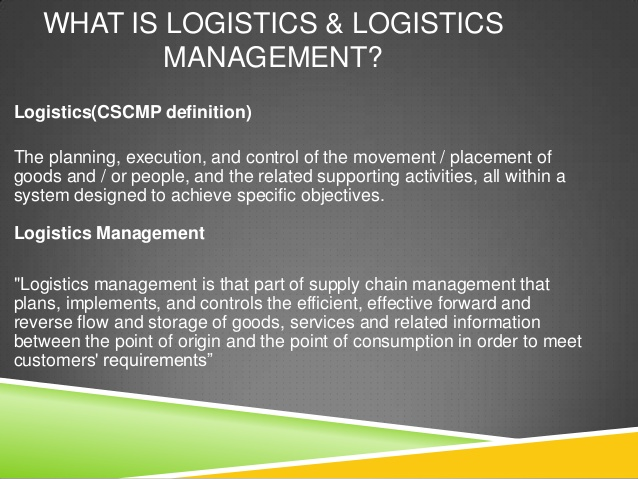 WHAT IS LOGISTICS & LOGISTICS
MANAGEMENT?
Logistics(CSCMP definition)
The planning, execution, and control of the movement / placement of
goods and / or people, and the related supporting activities, all within a
system designed to achieve specific objectives.
Logistics Management
"Logistics management is that part of supply chain management that
plans, implements, and controls the efficient, effective forward and
reverse flow and storage of goods, services and related information
between the point of origin and the point of consumption in order to meet
customers' requirements”